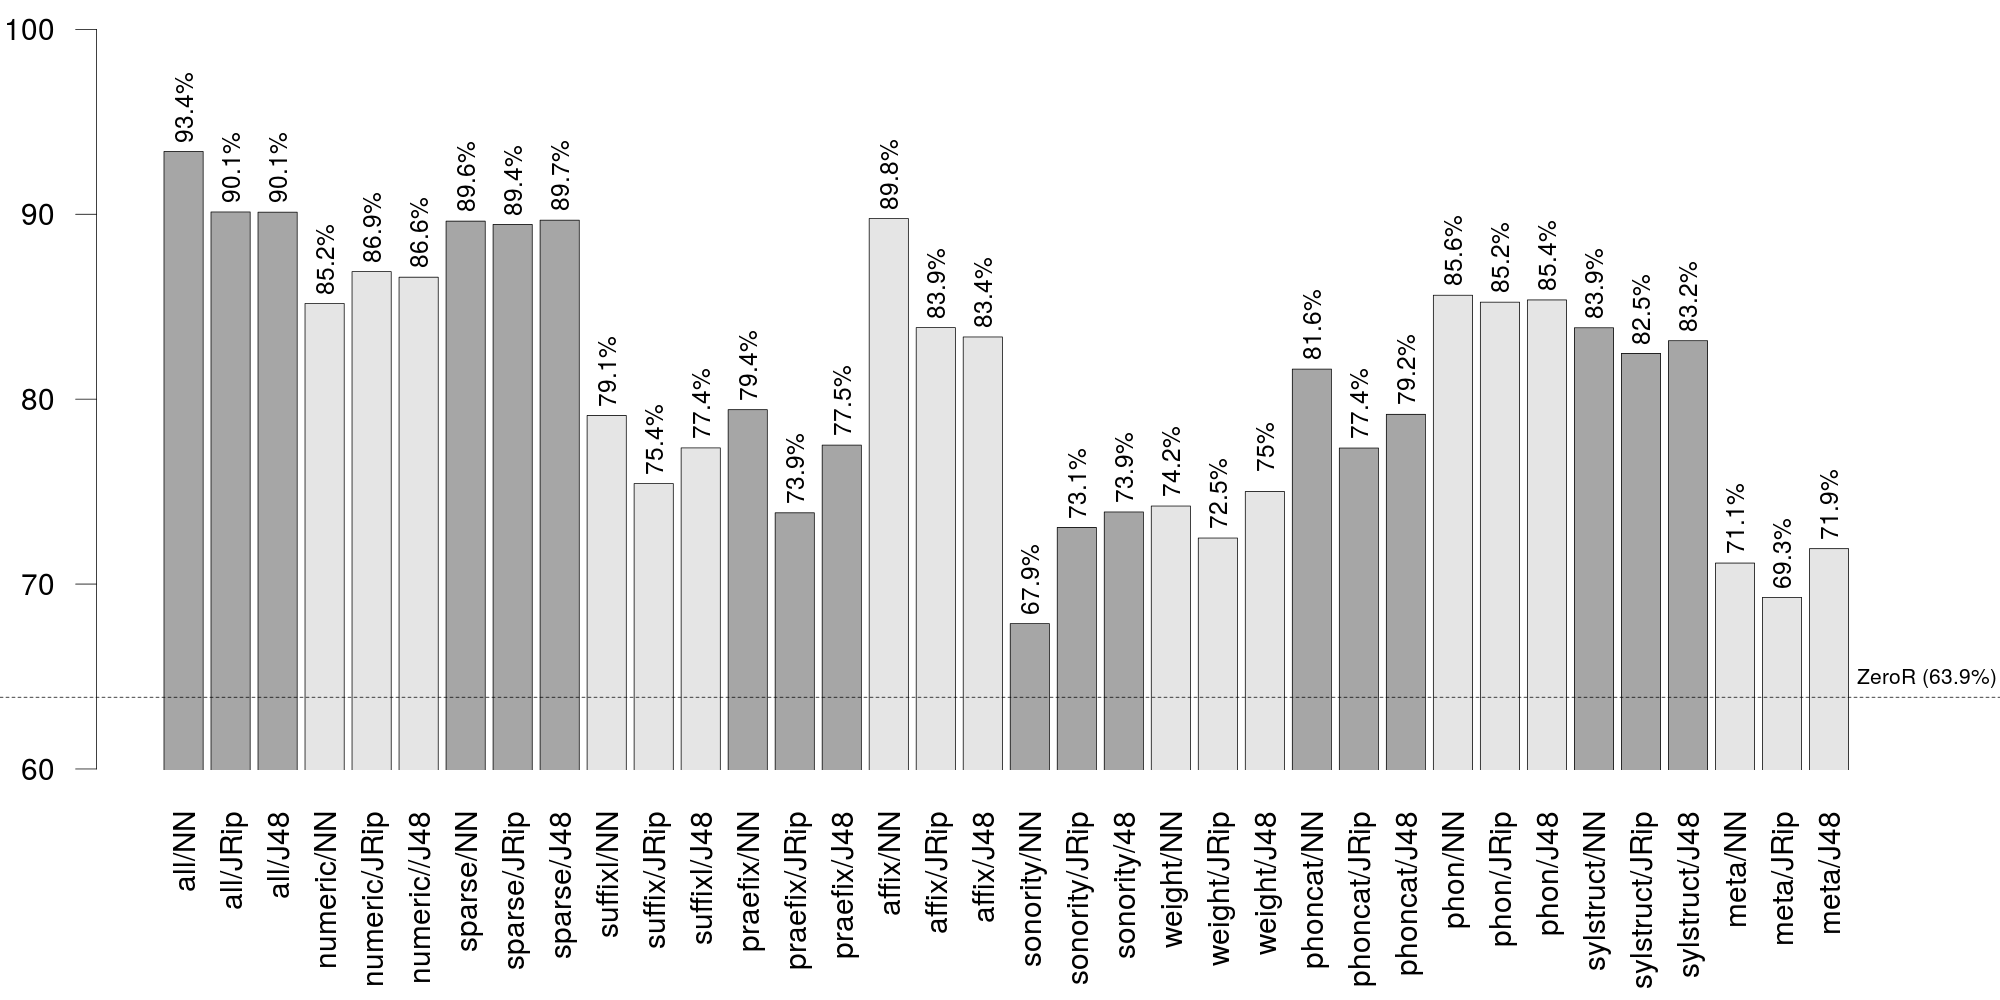 100
90
80
70
60
93.4%
90.1%
90.1%
85.2%
86.9%
86.6%
89.6%
89.4%
89.7%
79.1%
75.4%
77.4%
79.4%
73.9%
77.5%
89.8%
83.9%
83.4%
67.9%
73.1%
73.9%
74.2%
72.5%
75%
81.6%
77.4%
79.2%
85.6%
85.2%
85.4%
83.9%
82.5%
83.2%
71.1%
69.3%
71.9%
ZeroR (63.9%)
all/NN
all/JRip
all/J48
numeric/NN
numeric/JRip
numeric//J48
sparse/NN
sparse/JRip
sparse/J48
suffixl/NN
suffix/JRip
suffixl/J48
praefix/NN
praefix/JRip
praefix/J48
affix/NN
affix/JRip
affix/J48
sonority/NN
sonority/JRip
sonority/48
weight/NN
weight/JRip
weight/J48
phoncat/NN
phoncat/JRip
phoncat/J48
phon/NN
phon/JRip
phon/J48
sylstruct/NN
sylstruct/JRip
sylstruct/J48
meta/NN
meta/JRip
meta/J48